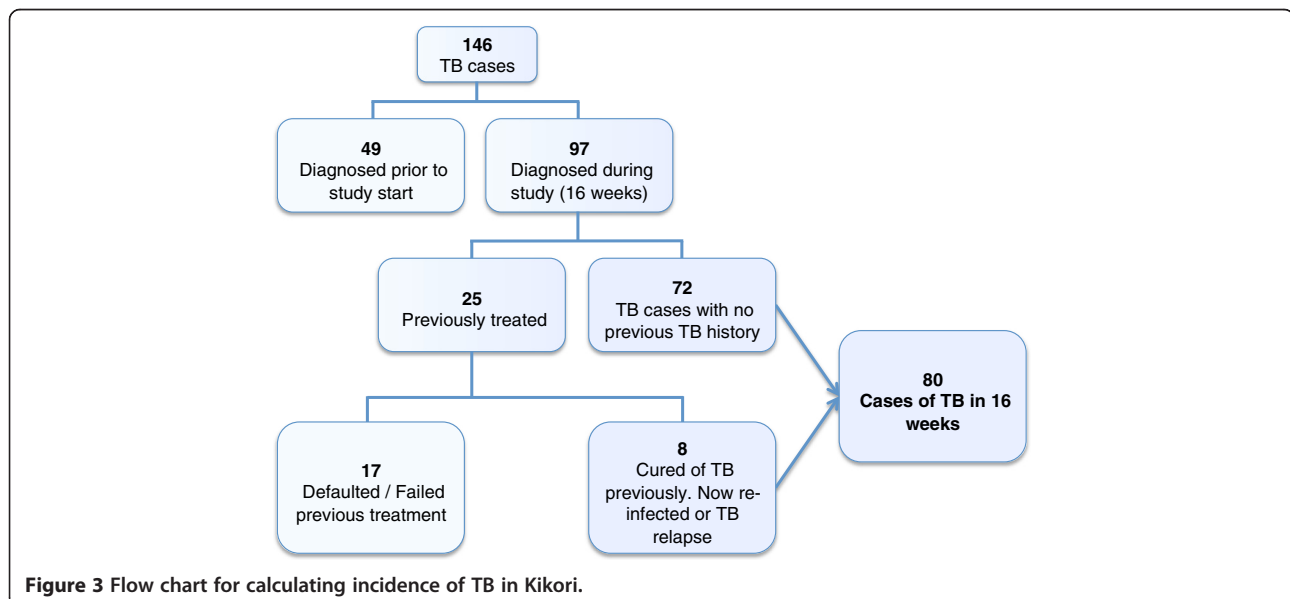 146
TB cases
49
Diagnosed prior to
study start
97
Diagnosed during
study (16 weeks)
25
Previously treated
72
TB cases with no
previous TB history
80
Cases of TB in 16
weeks
17
Defaulted / Failed
previous treatment
8
Cured of TB
previously. Now re-
infected or TB
relapse
Figure 3 Flow chart for calculating incidence of TB in Kikori.